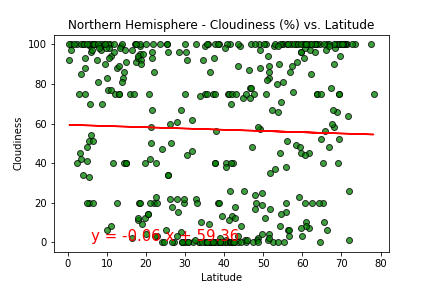 Northern Hemisphere - Cloudiness (%) vs. Latitude
100
80
60
40
20
0
Cloudiness
y = -0.06 x + 59.36
0 10 20 30 40 50 60 70 80
Latitude